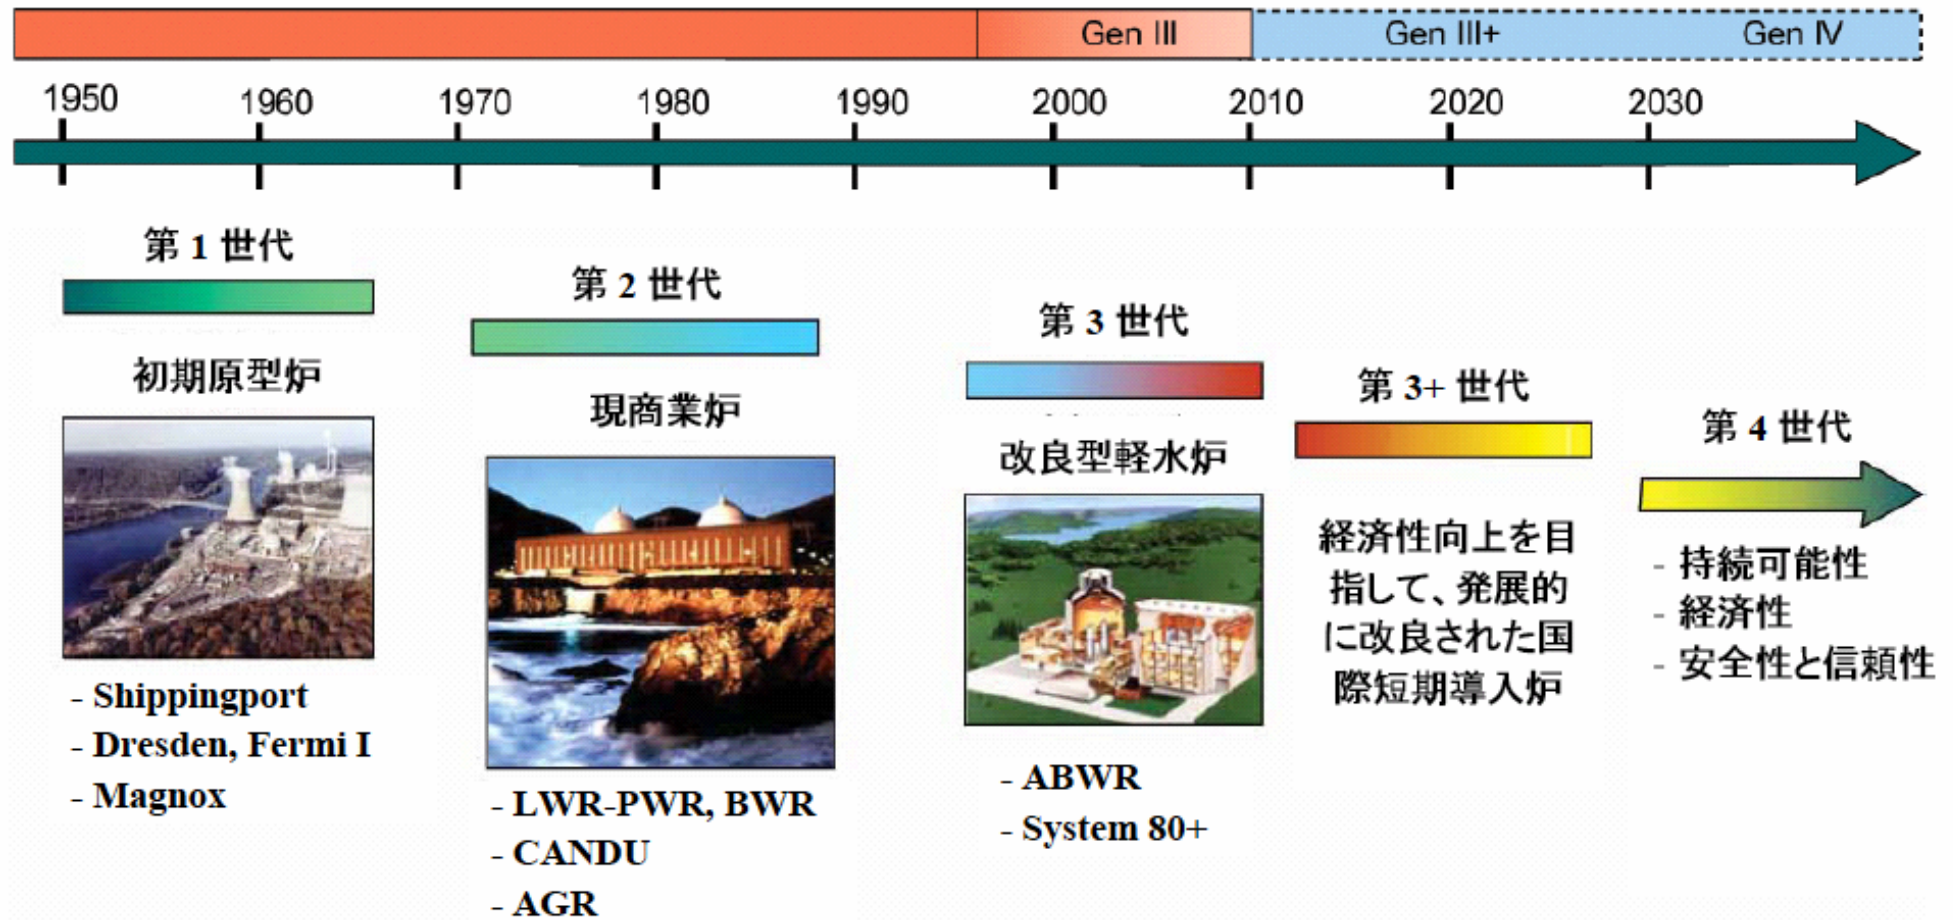 Gen III
Gen III+
Gen IV
1950
1960
1970
1980
1990
2000
2010
2020
2030
第 1 世代
初期原型炉
- Shippingport
- Dresden, Fermi I
- Magnox
第 2 世代
現商業炉
- LWR-PWR, BWR
- CANDU
- AGR
第 3 世代
改良型軽水炉
- ABWR
- System 80+
第 3+ 世代
経済性向上を目
指して、発展的
に改良された国
際短期導入炉
第 4 世代
- 持続可能性
- 経済性
- 安全性と信頼性